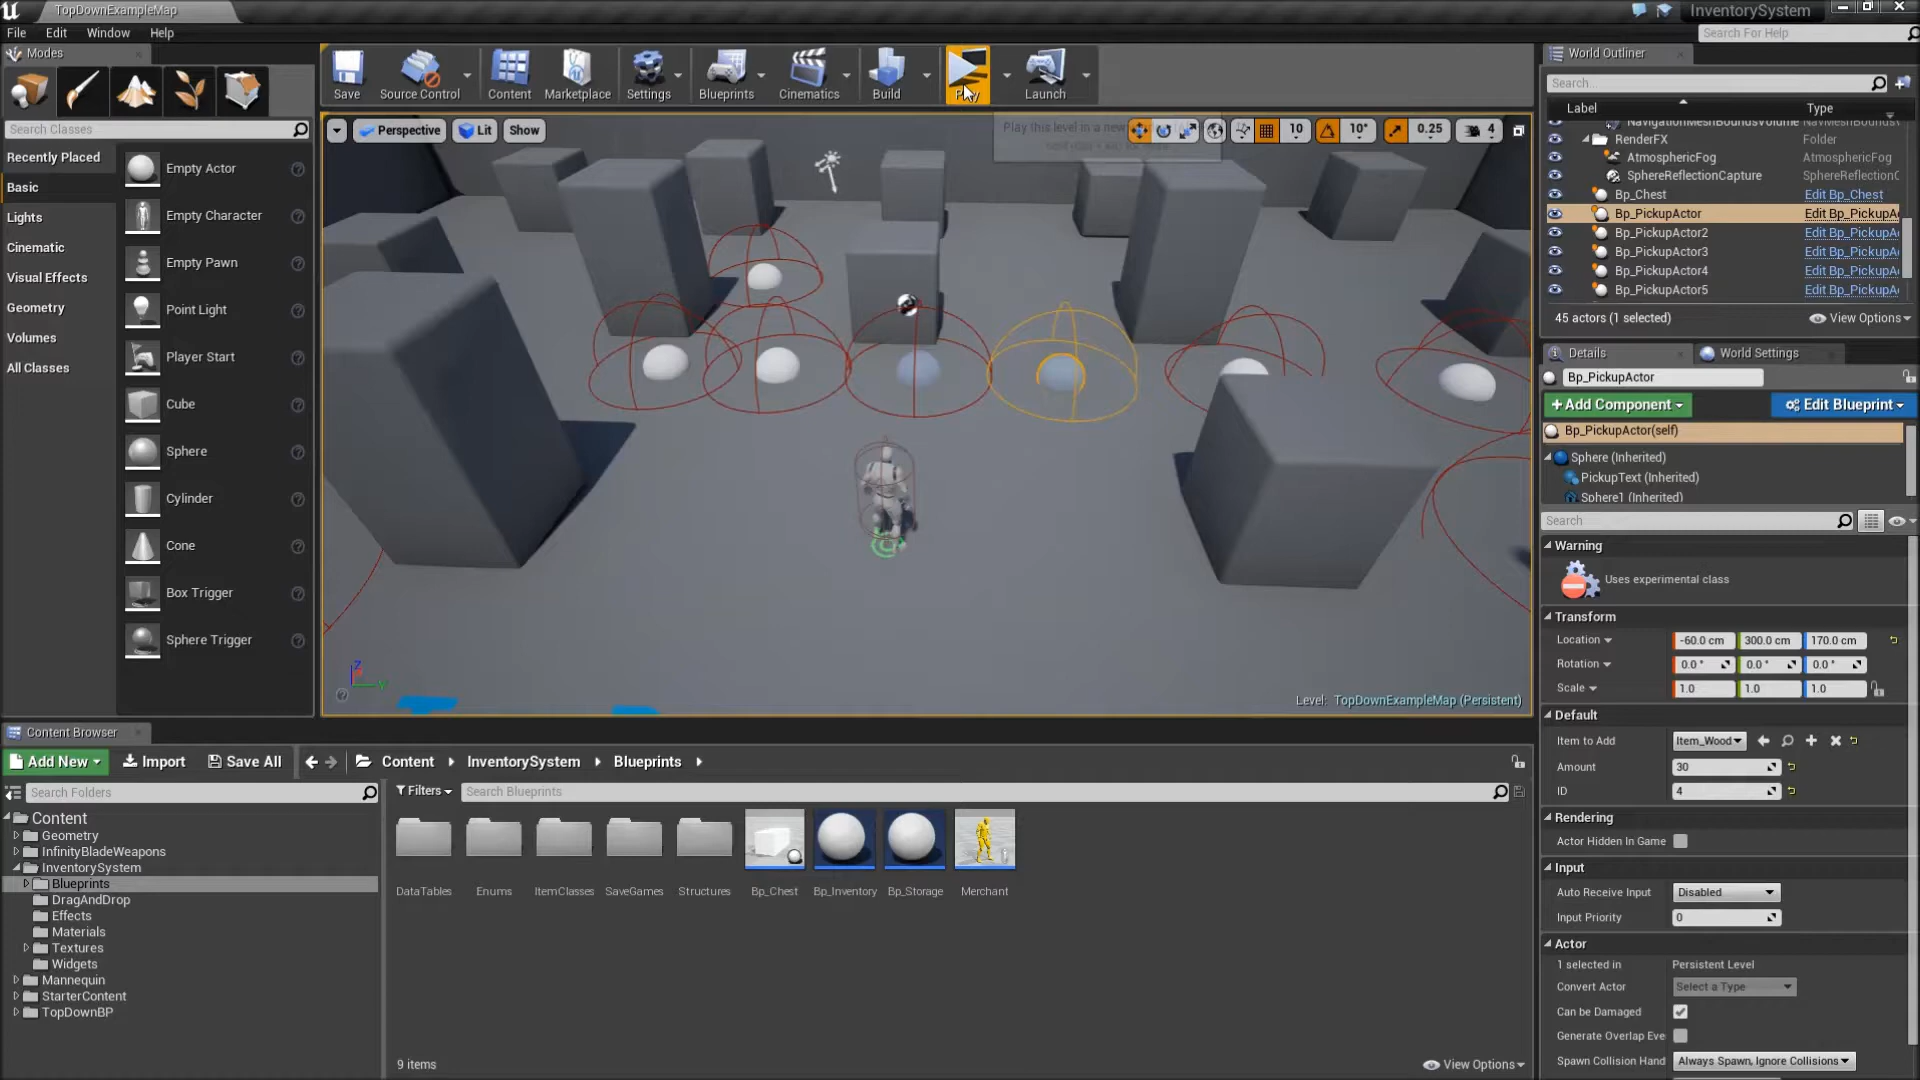 TopDownExampleMap
InventorySystem
File Edit Window Help
Search For Help
Modes
Search Classes
Recently Placed
Basic
Lights
Cinematic
Visual Effects
Geometry
Volumes
All Classes
Empty Actor
Empty Character
Empty Pawn
Point Light
Player Start
Cube
Sphere
Cylinder
Cone
Box Trigger
Sphere Trigger
Save
Source Control
Content
Marketplace
Settings
Blueprints
Cinematics
Build
Play
Launch
Perspective
Lit
Show
Play this level in a new
10
10°
0.25
4
Level: TopDownExampleMap (Persistent)
World Outliner
Search...
Label Type
RenderFX Folder
AtmosphericFog AtmosphericFog
SphereReflectionCapture SphereReflectionC
Bp_Chest Edit Bp_Chest
Bp_PickupActor Edit Bp_PickupA
Bp_PickupActor2 Edit Bp_PickupA
Bp_PickupActor3 Edit Bp_PickupA
Bp_PickupActor4 Edit Bp_PickupA
Bp_PickupActor5 Edit Bp_PickupA
45 actors (1 selected)
View Options
Details
World Settings
Bp_PickupActor
+Add Component
Edit Blueprint
Bp_PickupActor(self)
Sphere (Inherited)
PickupText (Inherited)
Sphere1 (Inherited)
Search
Warning
Uses experimental class
Transform
Location -60.0 cm 300.0 cm 170.0 cm
Rotation 0.0 ° 0.0 ° 0.0 °
Scale 1.0 1.0 1.0
Default
Item to Add Item_Wood
Amount 30
ID 4
Rendering
Actor Hidden In Game
Input
Auto Receive Input Disabled
Input Priority 0
Actor
1 selected in Persistent Level
Convert Actor Select a Type
Can be Damaged
Generate Overlap Eve
Spawn Collision Hand Always Spawn, Ignore Collisions
Content Browser
Add New
Import
Save All
Content
InventorySystem
Blueprints
Search Folders
Filters
Search Blueprints
Content
Geometry
InfinityBladeWeapons
InventorySystem
Blueprints
DragAndDrop
Effects
Materials
Textures
Widgets
Mannequin
StarterContent
TopDownBP
DataTables
Enums
ItemClasses
SaveGames
Structures
Bp_Chest
Bp_Inventory
Bp_Storage
Merchant
9 items
View Options